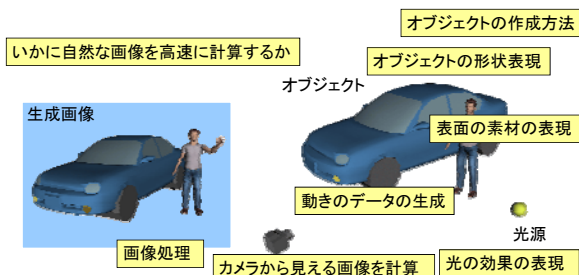 オブジェクトの作成方法
いかに自然な画像を高速に計算するか
オブジェクトの形状表現
オブジェクト
生成画像
表面の素材の表現
動きのデータの生成
光源
画像処理
カメラから見える画像を計算
光の効果の表現